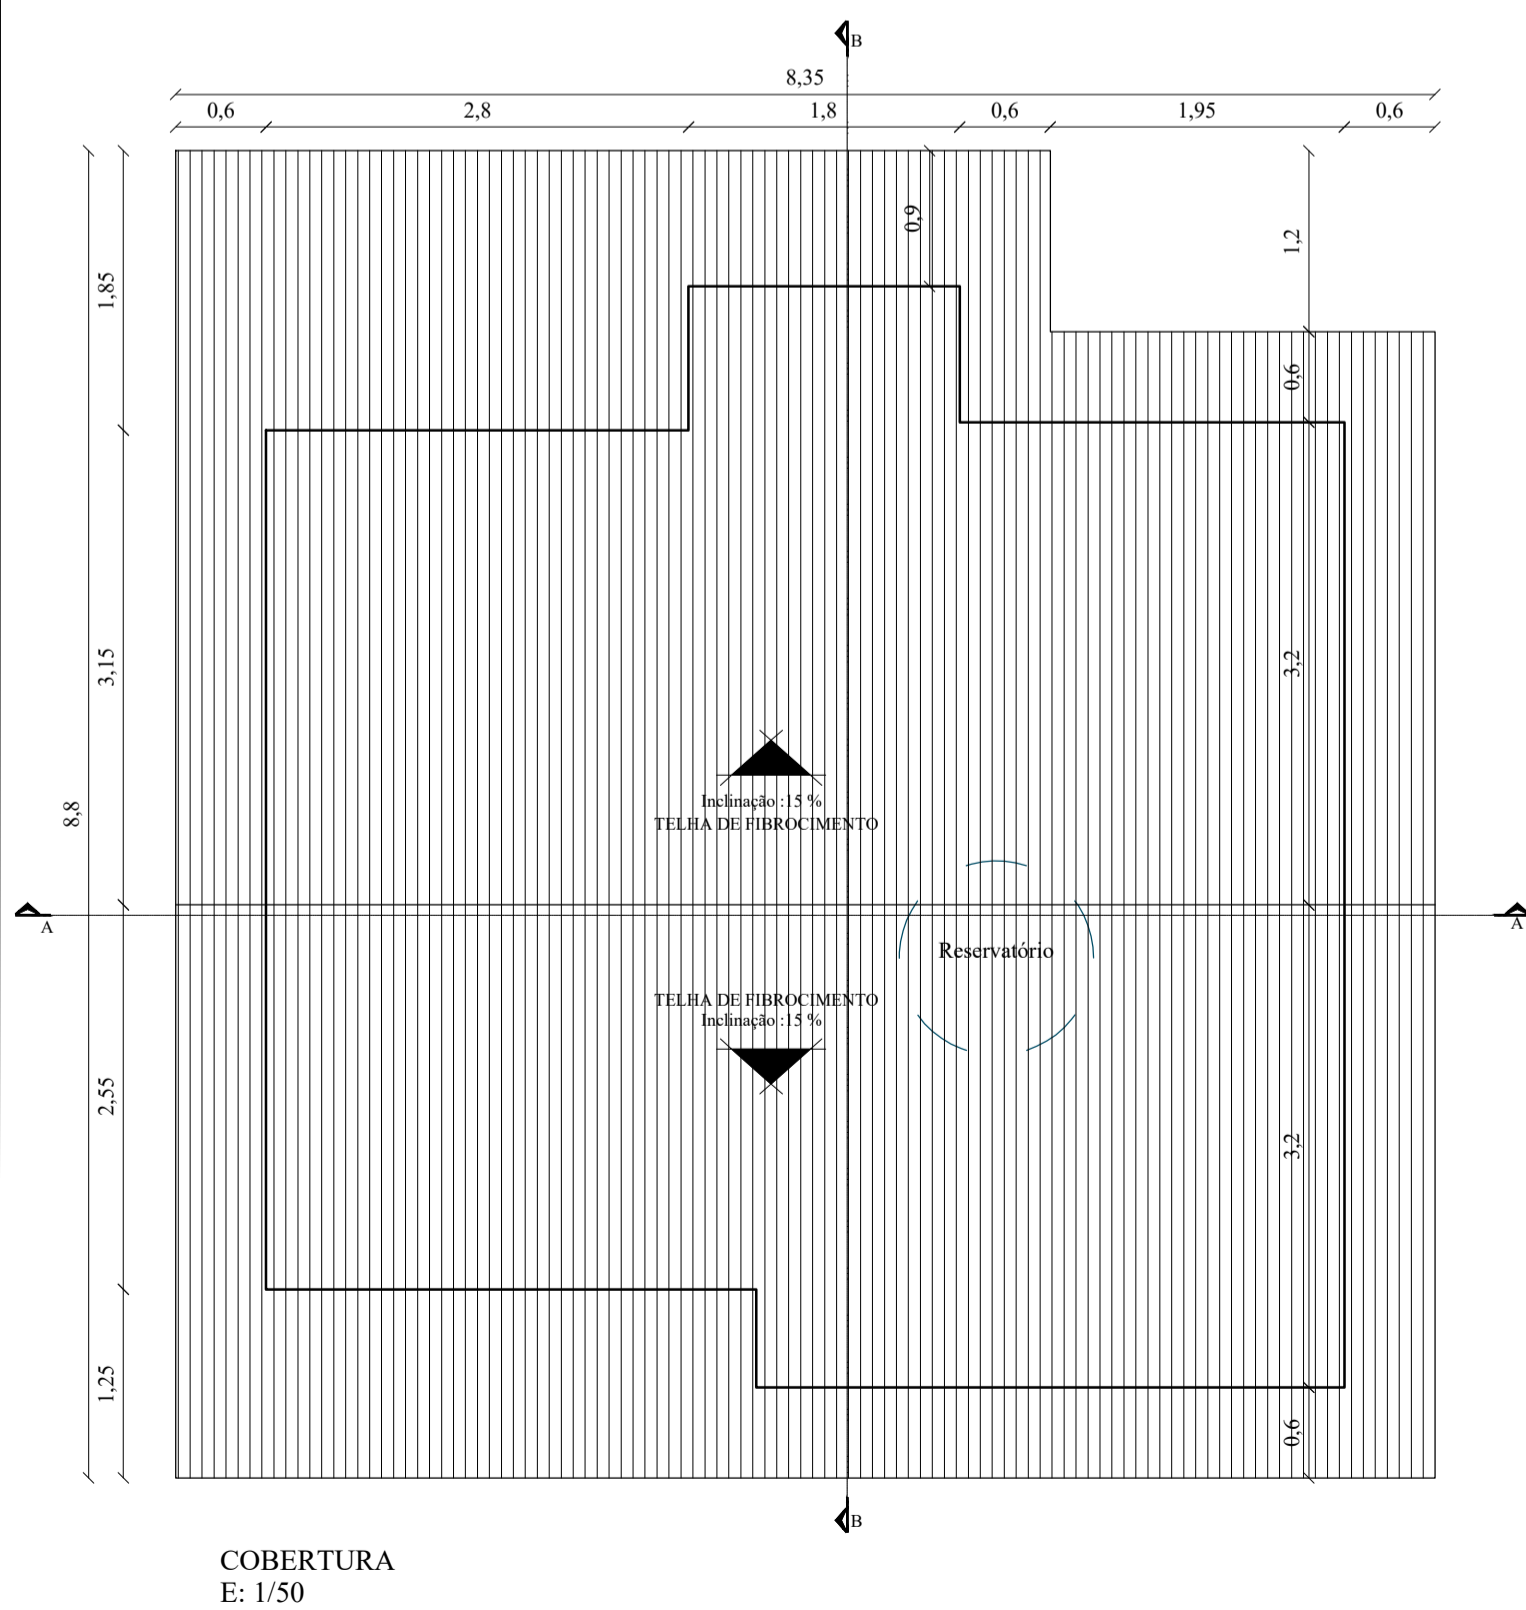 B
8,35
0,6
2,8
1,8
0,6
1,95
0,6
0,9
1,2
1,85
0,6
3,15
3,2
Inclinação :15 %
TELHA DE FIBROCIMENTO
8,8
A
A
Reservatório
TELHA DE FIBROCIMENTO
Inclinação :15 %
2,55
3,2
1,25
0,6
B
COBERTURA
E: 1/50